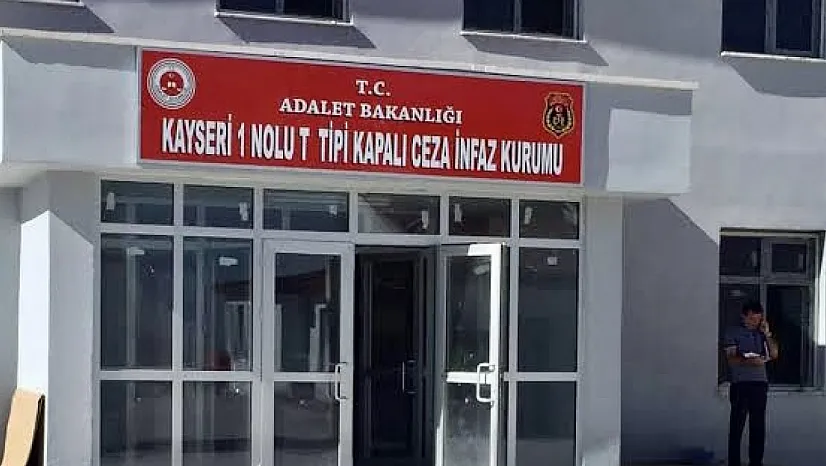 T.C.
ADALET BAKANLIĞI
KAYSERİ 1 NOLU T TİPİ KAPALI CEZA İNFAZ KURUMU